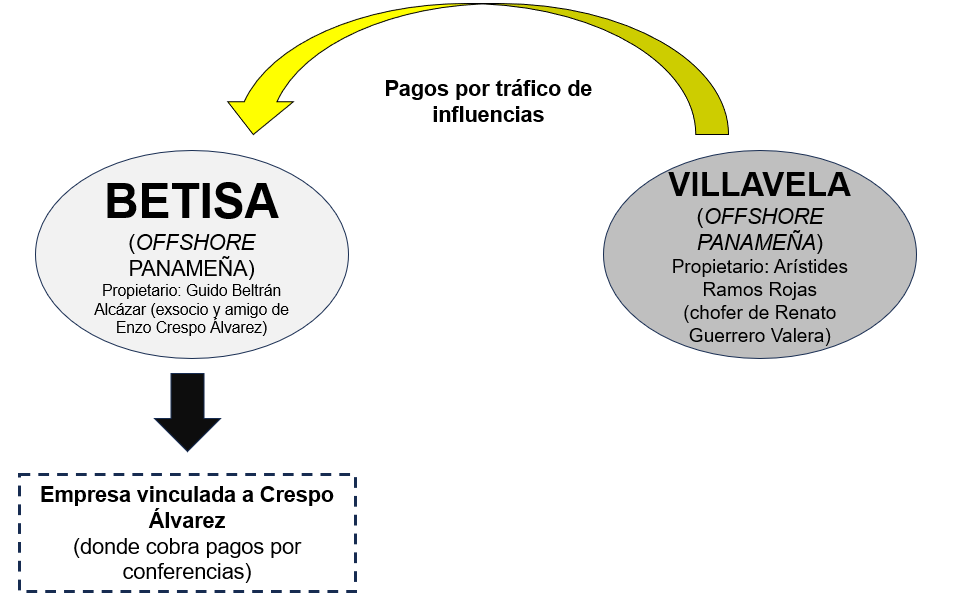 Pagos por tráfico de
influencias
BETISA
(OFFSHORE
PANAMEÑA)
Propietario: Guido Beltrán
Alcázar (exsocio y amigo de
Enzo Crespo Álvarez)
VILLAVELA
(OFFSHORE
PANAMEÑA)
Propietario: Arístides
Ramos Rojas
(chofer de Renato
Guerrero Valera)
Empresa vinculada a Crespo
Álvarez
(donde cobra pagos por
conferencias)